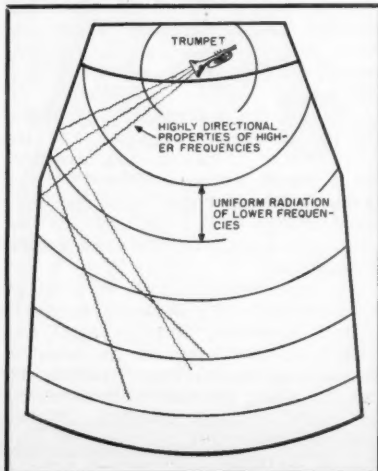 TRUMPET
HIGHLY DIRECTIONAL
PROPERTIES OF HIGH-
ER FREQUENCIES
UNIFORM RADIATION
OF LOWER FREQUEN-
CIES